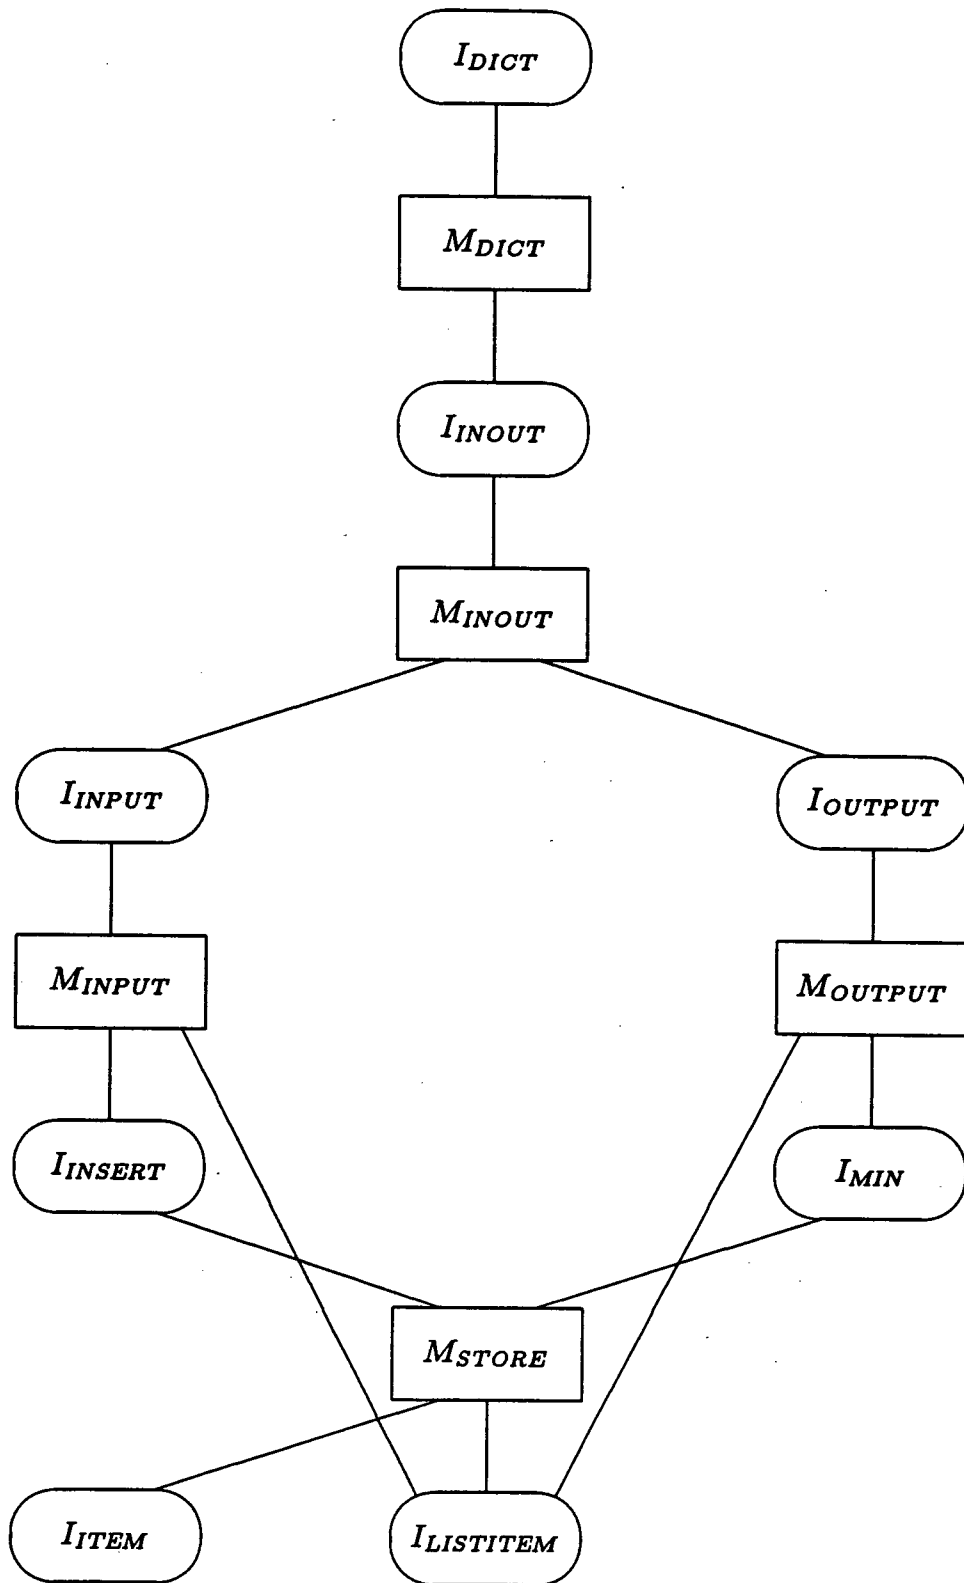 I_DICT
M_DICT
I_INOUT
M_INOUT
I_INPUT
I_OUTPUT
M_INPUT
M_OUTPUT
I_INSERT
I_MIN
M_STORE
I_ITEM
I_LISTITEM